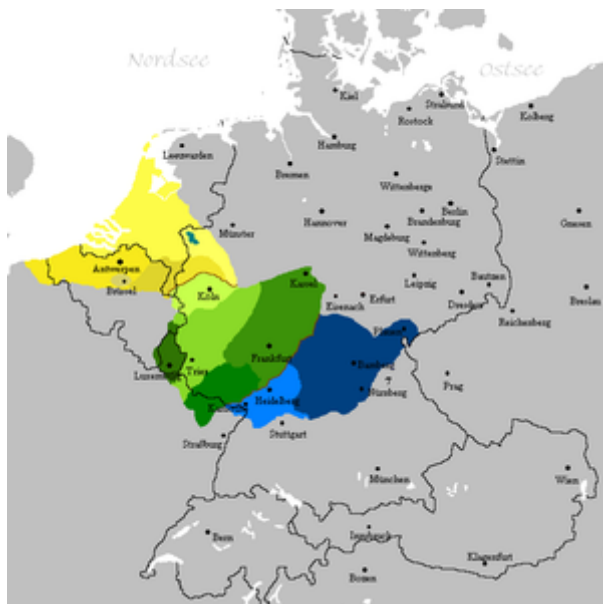 Nordsee
Ostsee
Kiel
Stralsund
Rostock
Kolberg
Hamburg
Leeuwarden
Stettin
Bremen
Wittenberge
Berlin
Hannover
Brandenburg
Gnesen
Münster
Magdeburg
Wittenberg
Antwerpen
Kassel
Leipzig
Bautzen
Brüssel
Köln
Eisenach
Erfurt
Dresden
Breslau
Reichenberg
Plauen
Frankfurt
Luxemburg
Trier
Bamberg
Prag
Heidelberg
Nürnberg
Straßburg
Stuttgart
München
Wien
Bern
Innsbruck
Klagenfurt
Bozen